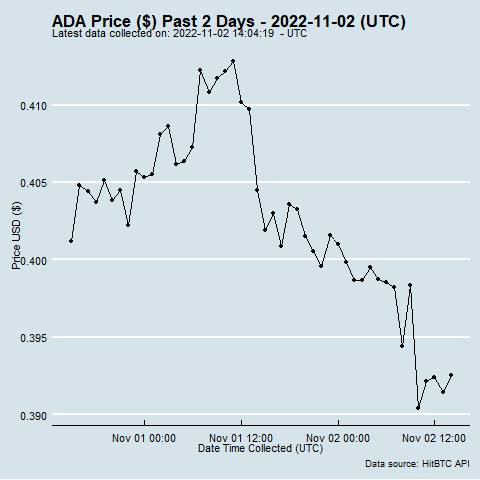 ADA Price ($) Past 2 Days - 2022-11-02 (UTC)
Latest data collected on: 2022-11-02 14:04:19  - UTC
0.410
0.405
0.400
0.395
0.390
Price USD ($)
Nov 01 00:00 Nov 01 12:00 Nov 02 00:00 Nov 02 12:00
Date Time Collected (UTC)
Data source: HitBTC API